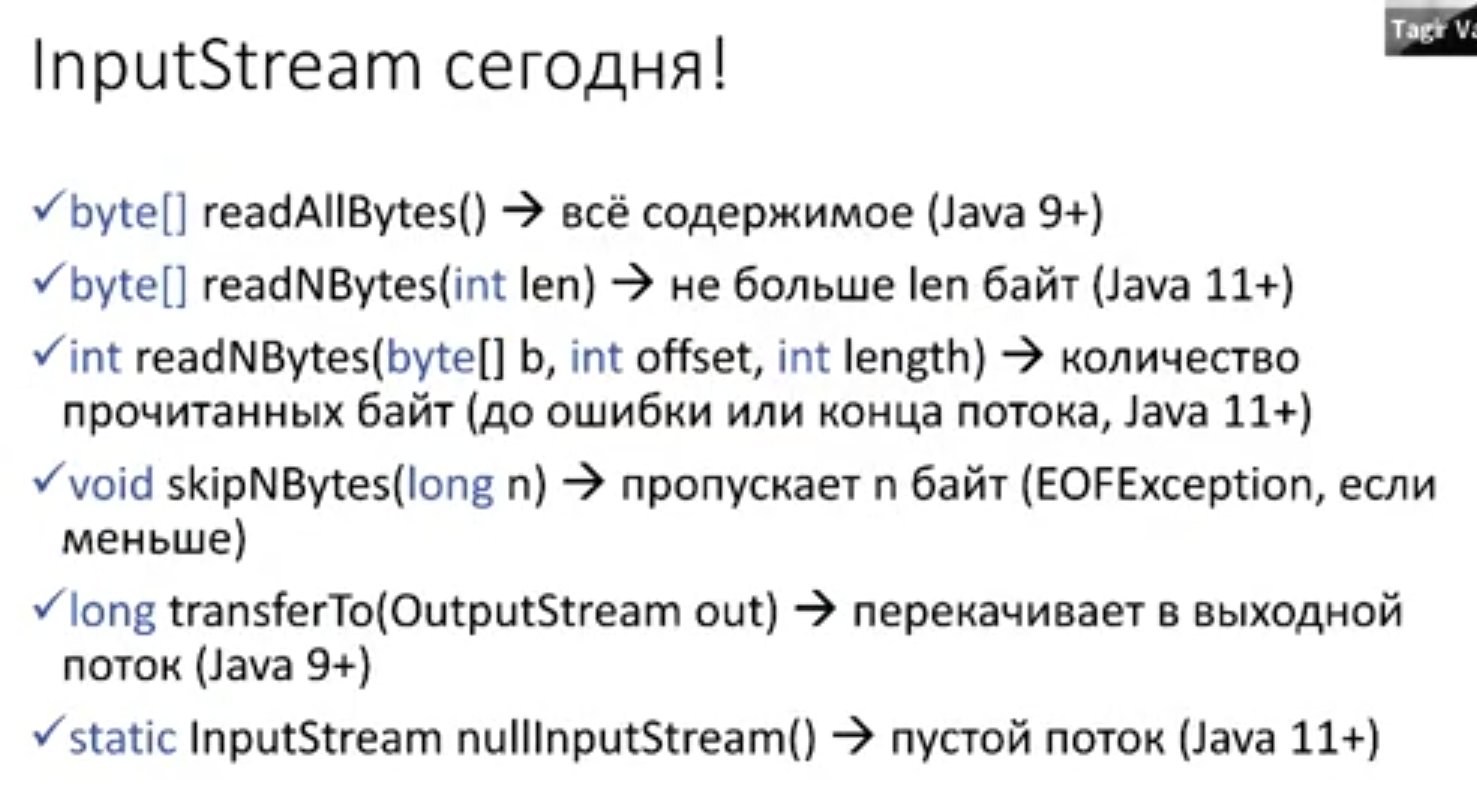 Tagir Va
InputStream сегодня!
✓byte[] readAllBytes() → всё содержимое (Java 9+)
✓byte[] readNBytes(int len) → не больше len байт (Java 11+)
✓int readNBytes(byte[] b, int offset, int length) → количество
прочитанных байт (до ошибки или конца потока, Java 11+)
✓void skipNBytes(long n) → пропускает n байт (EOFException, если
меньше)
✓long transferTo(OutputStream out) → перекачивает в выходной
поток (Java 9+)
✓static InputStream nullInputStream() → пустой поток (Java 11+)